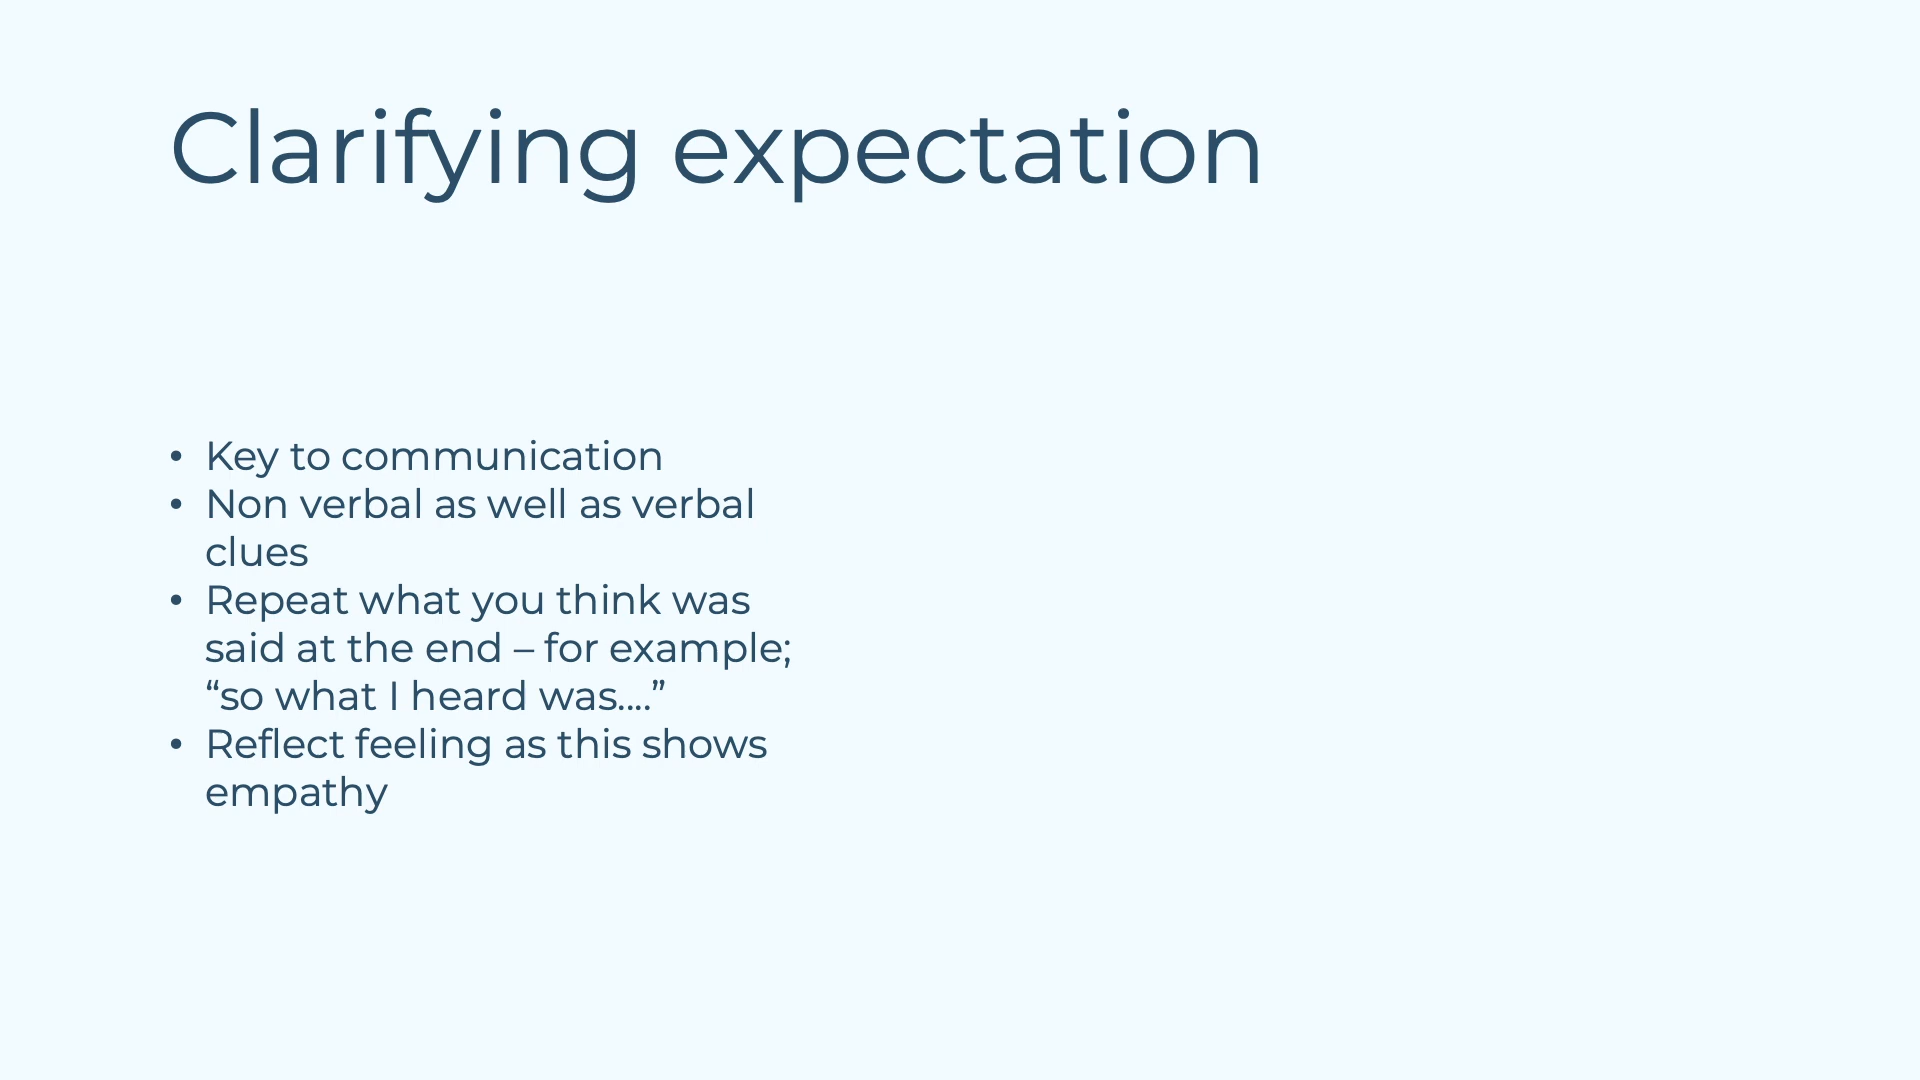 Clarifying expectation
• Key to communication
• Non verbal as well as verbal
clues
• Repeat what you think was
said at the end – for example;
“so what I heard was....”
• Reflect feeling as this shows
empathy